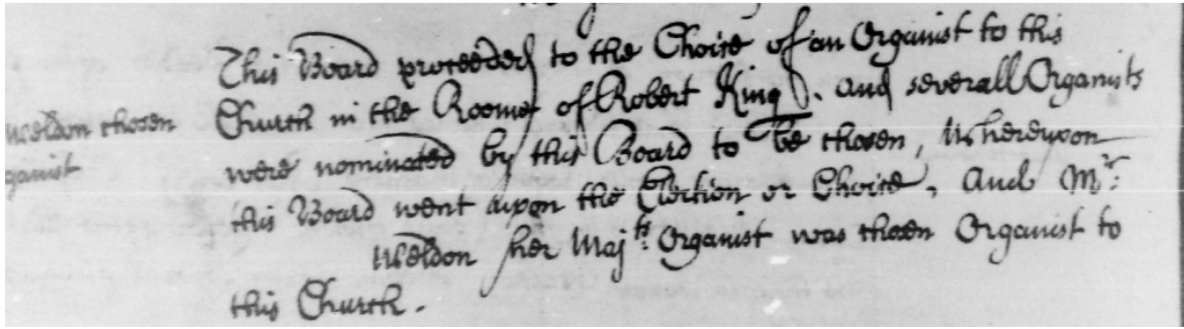 This Board proceeded to the Choice of an Organist to this
Church in the Roome of Robert King. and severall Organists
Weldon chosen
were nominated by this Board to be chosen, Whereupon
ganist
this Board went upon the Election or Choice, And Mr.
Weldon her Majts. Organist was chosen Organist to
this Church.